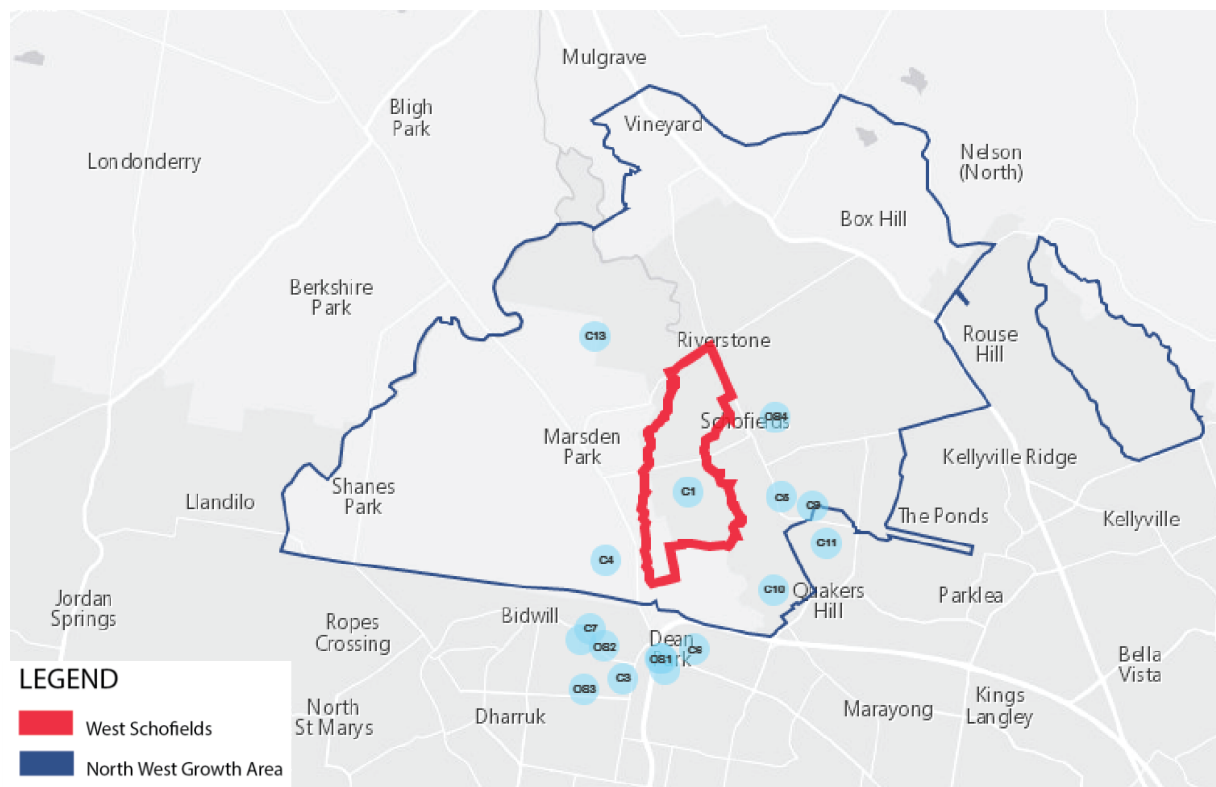 Mulgrave
Bligh
Park
Vineyard
Londonderry
Nelson
(North)
Box Hill
Berkshire
Park
C13
Riverstone
Rouse
Hill
OS4
Schofields
Marsden
Park
Kellyville Ridge
Shanes
Park
C1
C5
C9
Llandilo
The Ponds
Kellyville
C11
C4
C10
Quakers
Hill
Parklea
Jordan
Springs
Bidwill
Ropes
Crossing
C7
OS2
Dean
Park
C6
OS1
Bella
Vista
LEGEND
C3
OS3
Kings
Langley
North
St Marys
Dharruk
Marayong
West Schofields
North West Growth Area